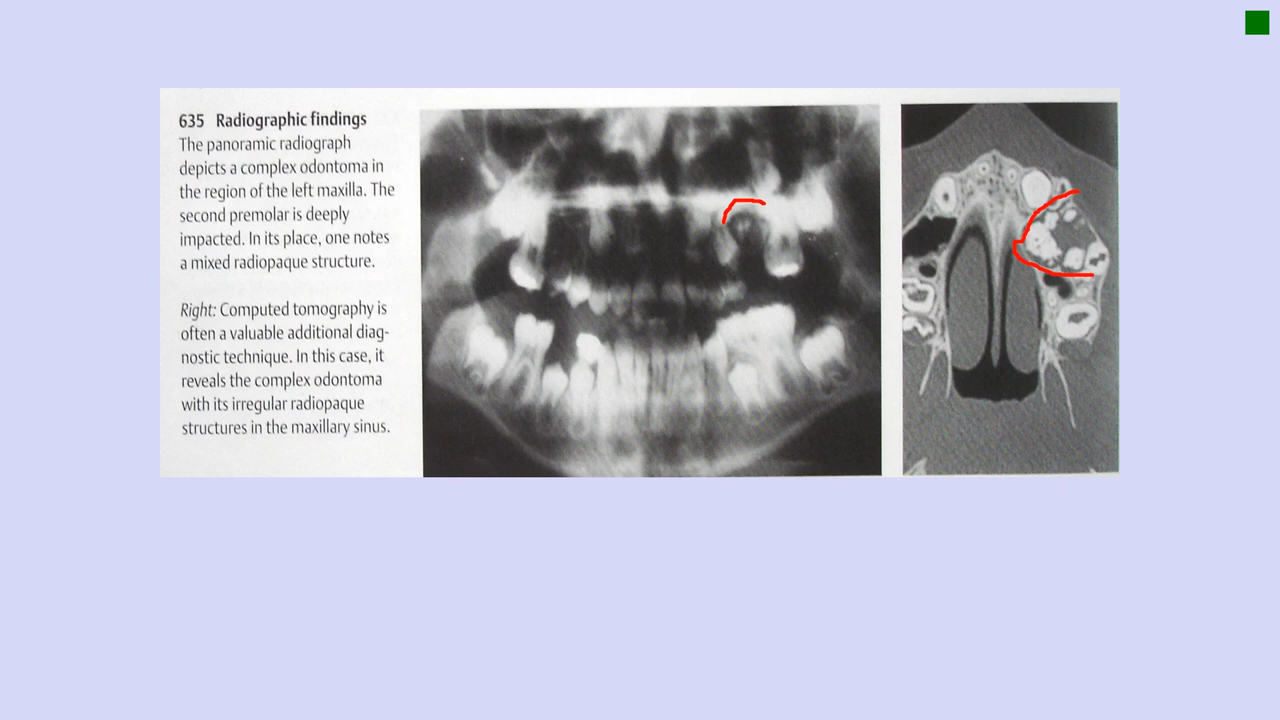 635 Radiographic findings
The panoramic radiograph
depicts a complex odontoma in
the region of the left maxilla. The
second premolar is deeply
impacted. In its place, one notes
a mixed radiopaque structure.
Right: Computed tomography is
often a valuable additional diag-
nostic technique. In this case, it
reveals the complex odontoma
with its irregular radiopaque
structures in the maxillary sinus.